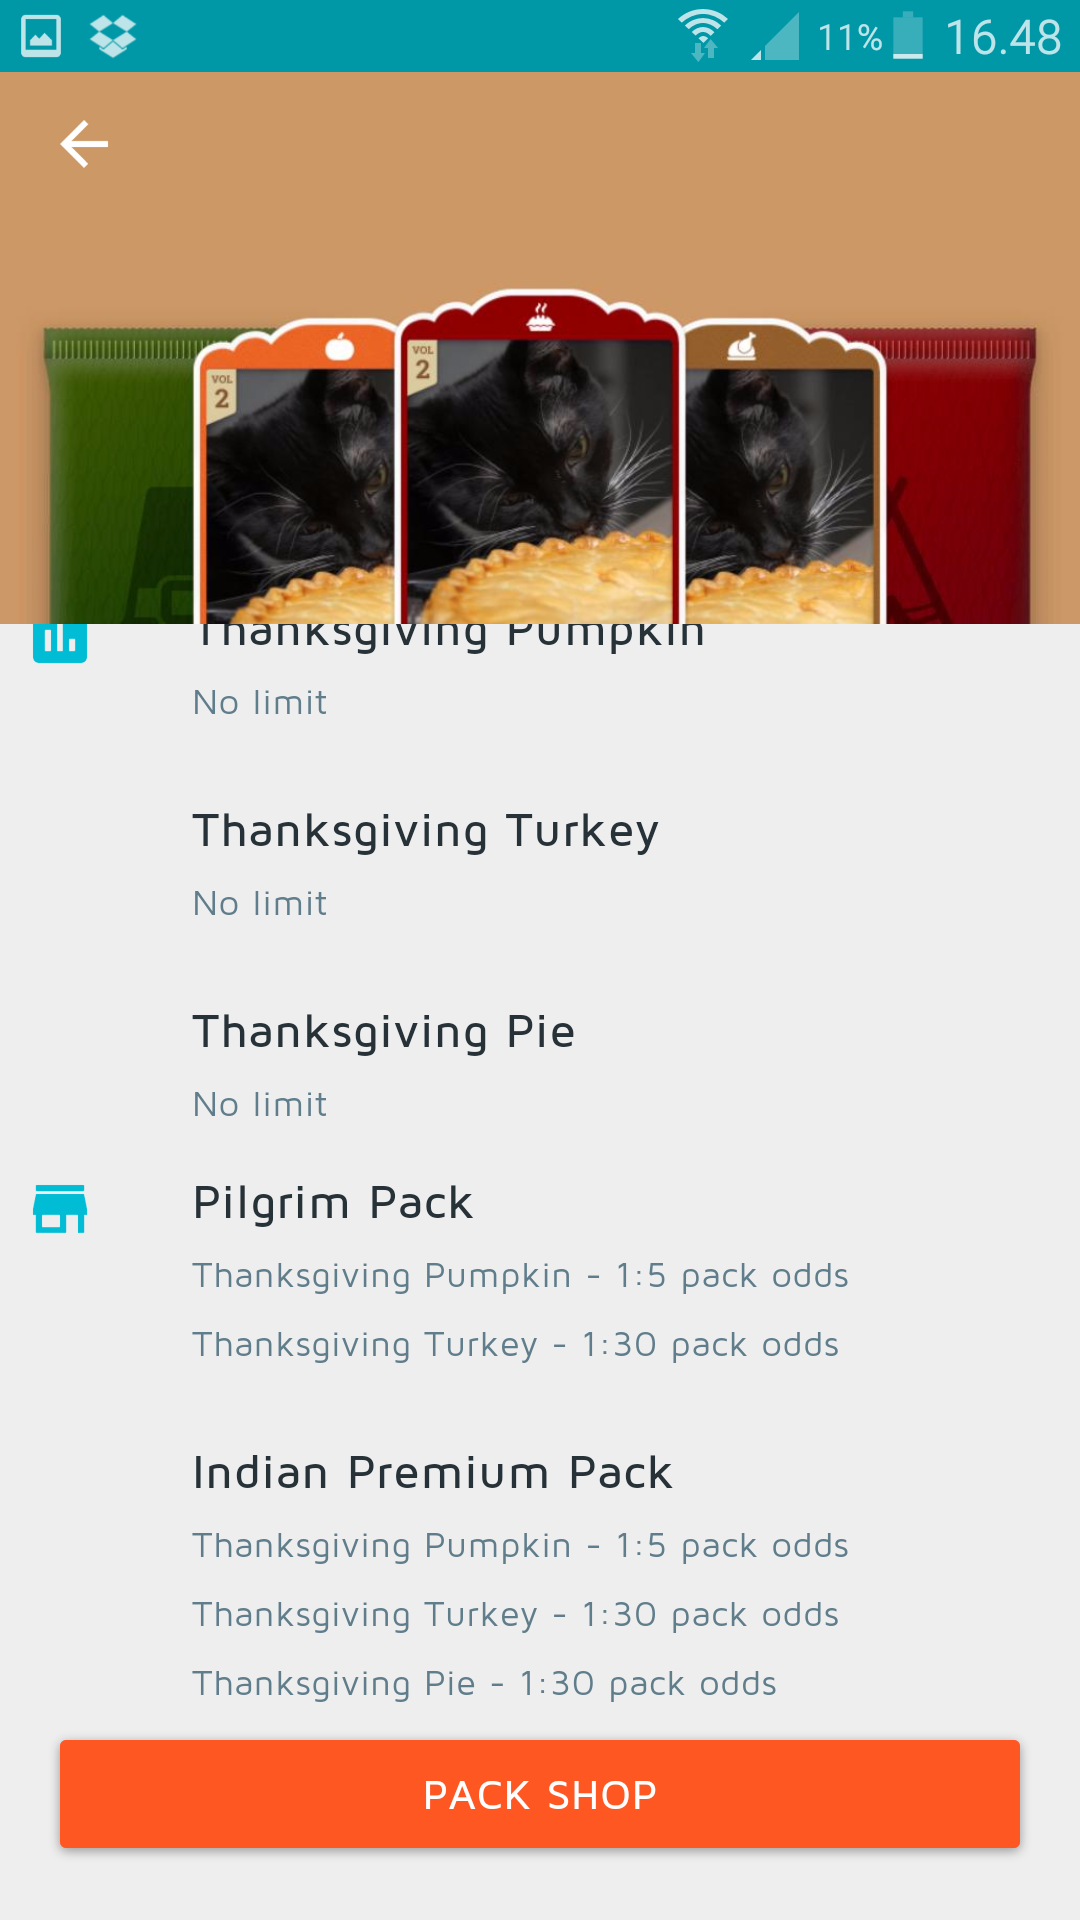 11% 16.48
VOL
2
VOL
2
Thanksgiving Pumpkin
No limit
Thanksgiving Turkey
No limit
Thanksgiving Pie
No limit
Pilgrim Pack
Thanksgiving Pumpkin - 1:5 pack odds
Thanksgiving Turkey - 1:30 pack odds
Indian Premium Pack
Thanksgiving Pumpkin - 1:5 pack odds
Thanksgiving Turkey - 1:30 pack odds
Thanksgiving Pie - 1:30 pack odds
PACK SHOP